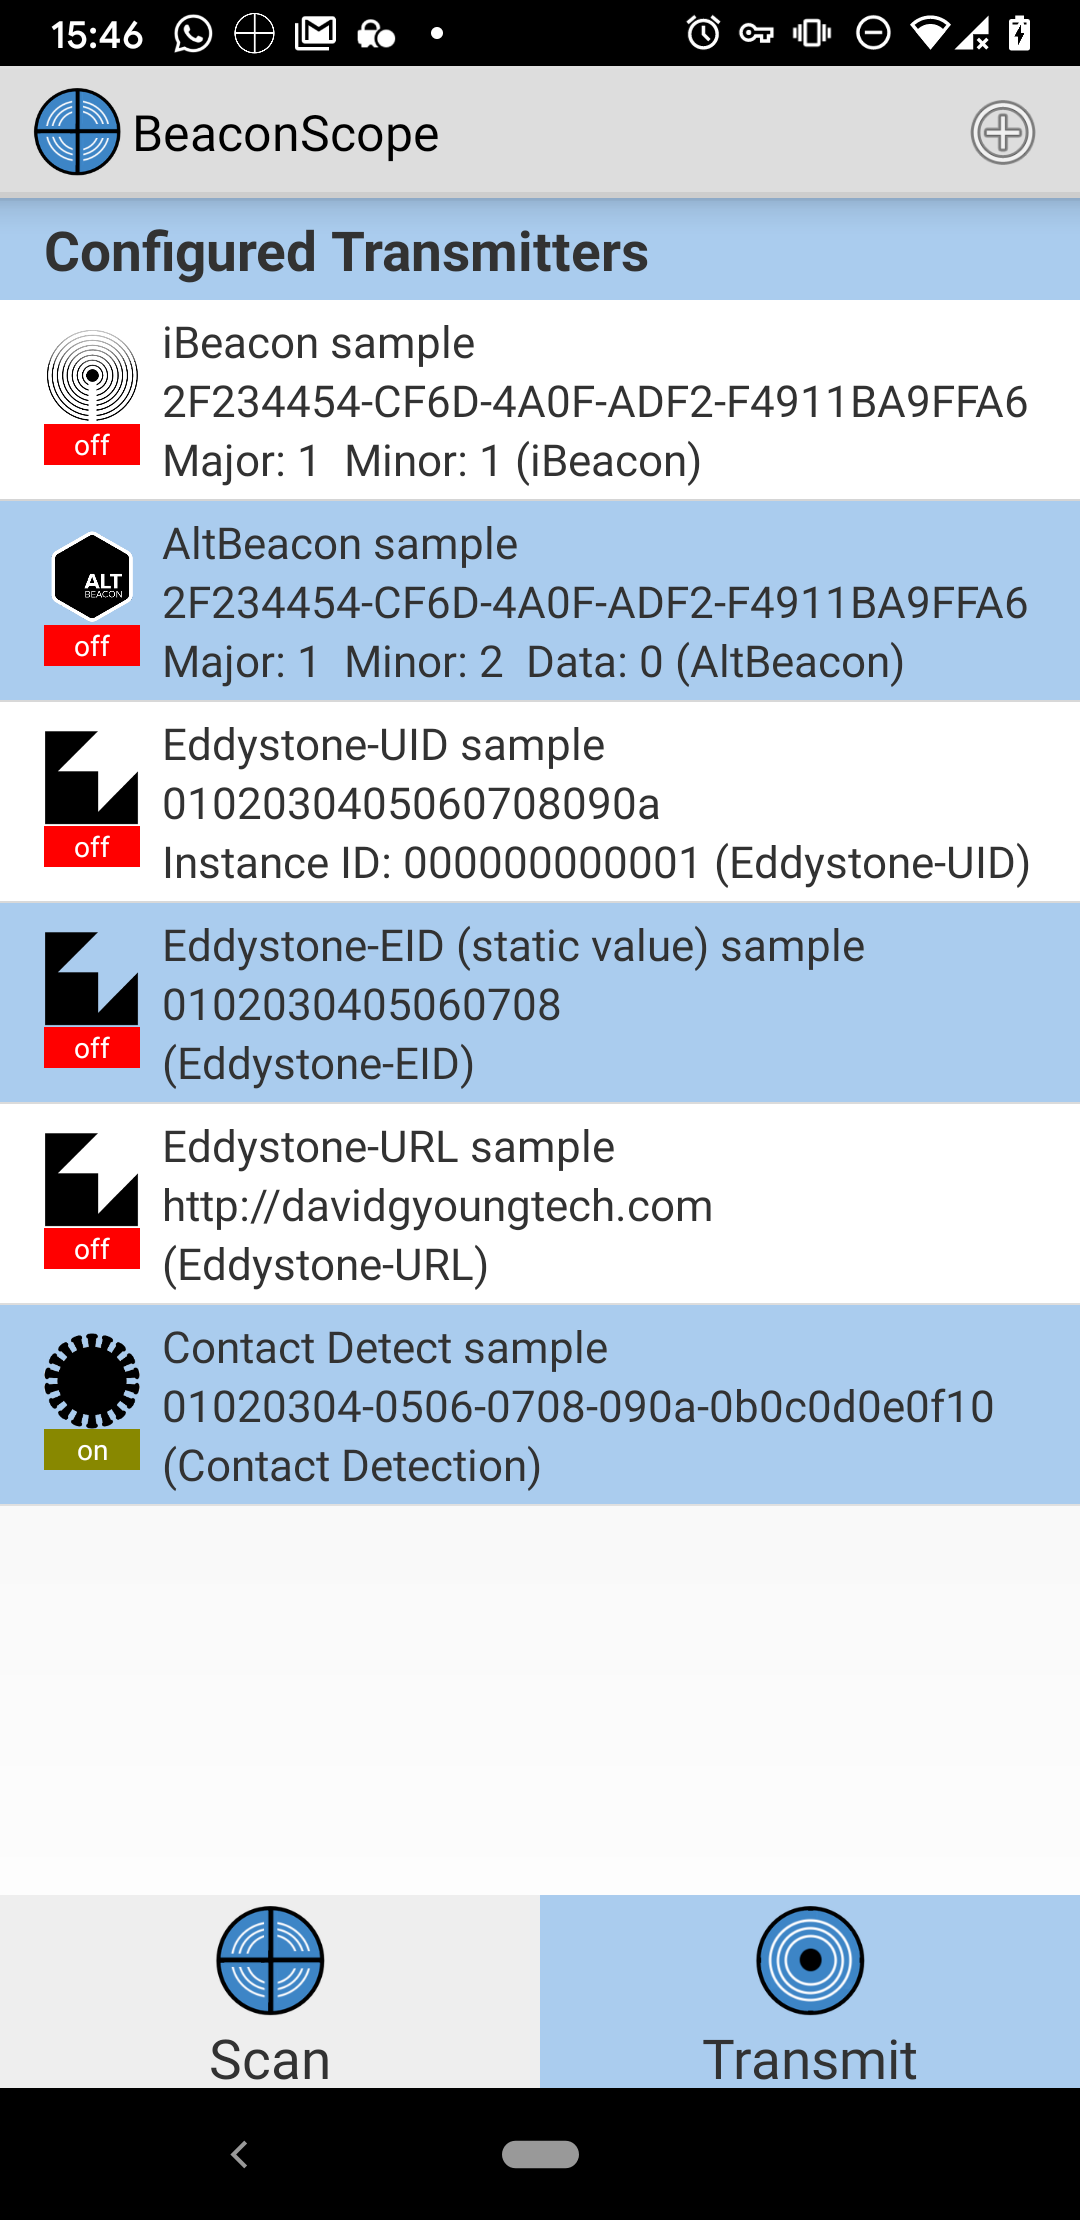 15:46
BeaconScope
Configured Transmitters
iBeacon sample
2F234454-CF6D-4A0F-ADF2-F4911BA9FFA6
off
Major: 1 Minor: 1 (iBeacon)
AltBeacon sample
ALT
BEACON
2F234454-CF6D-4A0F-ADF2-F4911BA9FFA6
off
Major: 1 Minor: 2 Data: 0 (AltBeacon)
Eddystone-UID sample
0102030405060708090a
off
Instance ID: 000000000001 (Eddystone-UID)
Eddystone-EID (static value) sample
0102030405060708
off
(Eddystone-EID)
Eddystone-URL sample
http://davidgyoungtech.com
off
(Eddystone-URL)
Contact Detect sample
01020304-0506-0708-090a-0b0c0d0e0f10
on
(Contact Detection)
Scan
Transmit